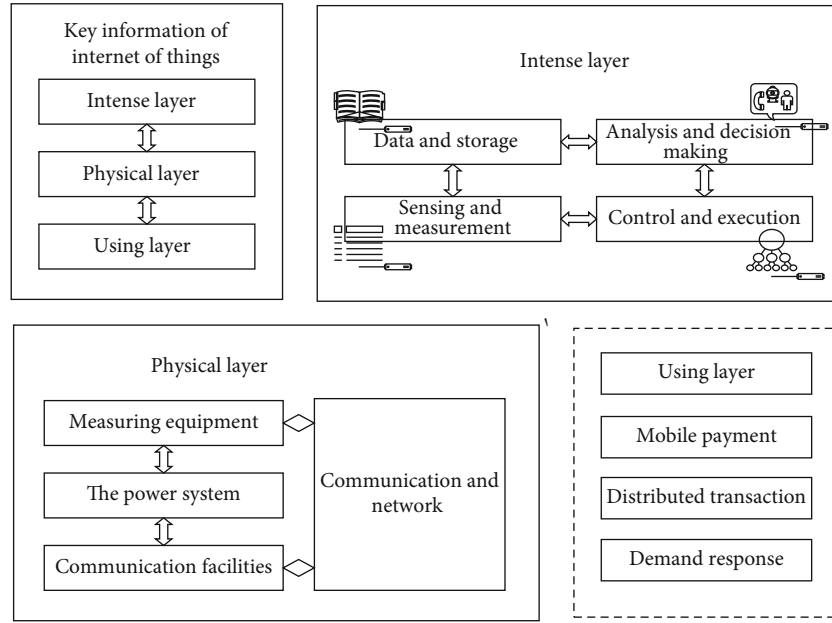 Key information of
internet of things
Intense layer
Physical layer
Using layer
Intense layer
Data and storage
Analysis and decision
making
Sensing and
measurement
Control and execution
Physical layer
Measuring equipment
The power system
Communication facilities
Communication and
network
Using layer
Mobile payment
Distributed transaction
Demand response